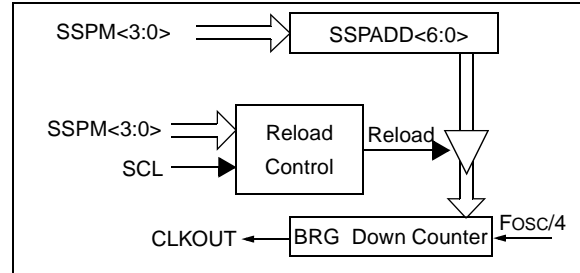 SSPM<3:0>
SSPADD<6:0>
SSPM<3:0>
SCL
Reload
Control
Reload
CLKOUT
BRG Down Counter
FOSC/4